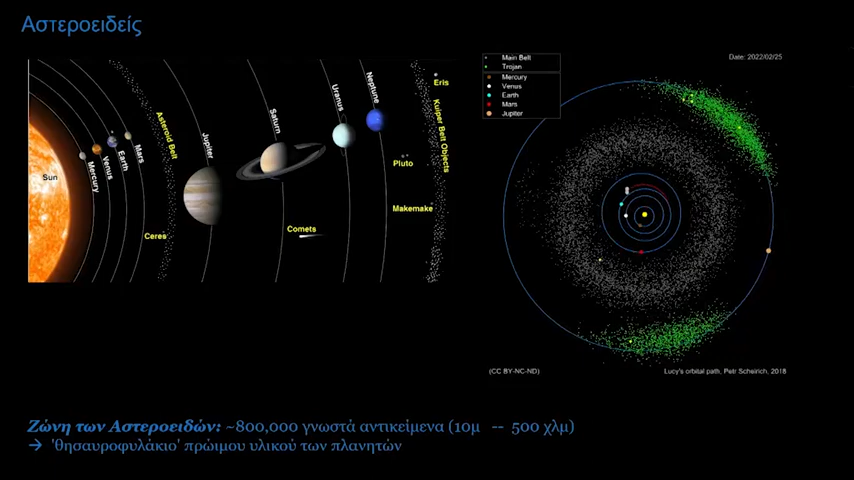 Αστεροειδείς
Sun
Mercury
Venus
Earth
Mars
Ceres
Asteroid Belt
Jupiter
Saturn
Comets
Uranus
Neptune
Pluto
Makemake
Eris
Kuiper Belt Objects
Main Belt
Trojan
Mercury
Venus
Earth
Mars
Jupiter
Date: 2022/02/25
(CC BY-NC-ND)
Lucy's orbital path, Petr Scheirich, 2018
Ζώνη των Αστεροειδών: ~800,000 γνωστά αντικείμενα (10μ -- 500 χλμ)
→ 'θησαυροφυλάκιο' πρώιμου υλικού των πλανητών